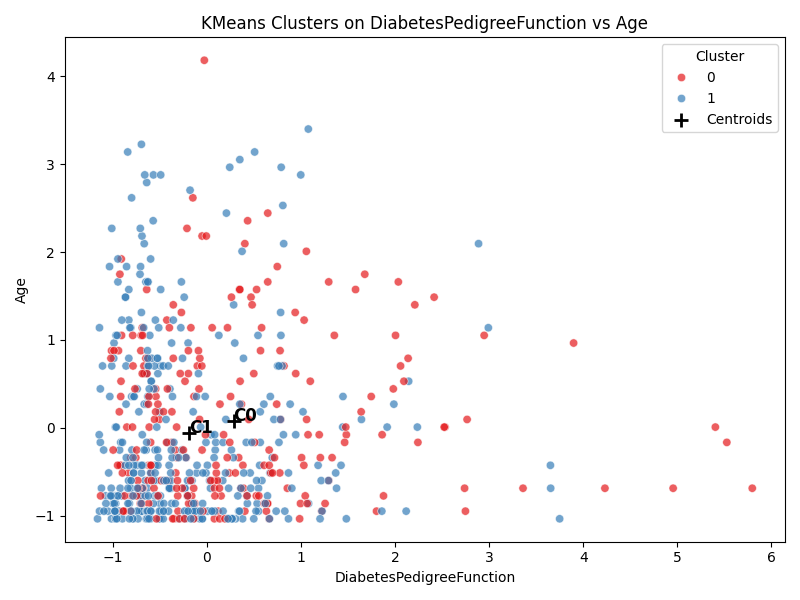 KMeans Clusters on DiabetesPedigreeFunction vs Age
Cluster
0
1
Centroids
4
3
2
1
0
−1
Age
C0
C1
−1
0
1
2
3
4
5
6
DiabetesPedigreeFunction